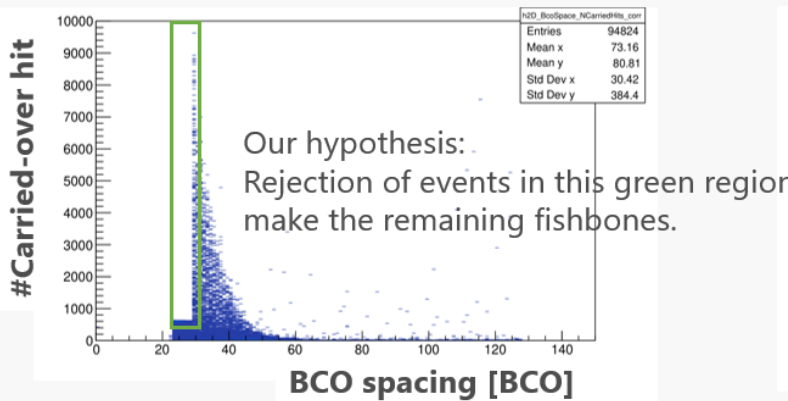 h2D_BcoSpace_NCarriedHits_corr
Entries 94824
Mean x 73.16
Mean y 80.81
Std Dev x 30.42
Std Dev y 384.4
#Carried-over hit
10000
9000
8000
7000
6000
5000
4000
3000
2000
1000
0
Our hypothesis:
Rejection of events in this green region
make the remaining fishbones.
0 20 40 60 80 100 120 140
BCO spacing [BCO]